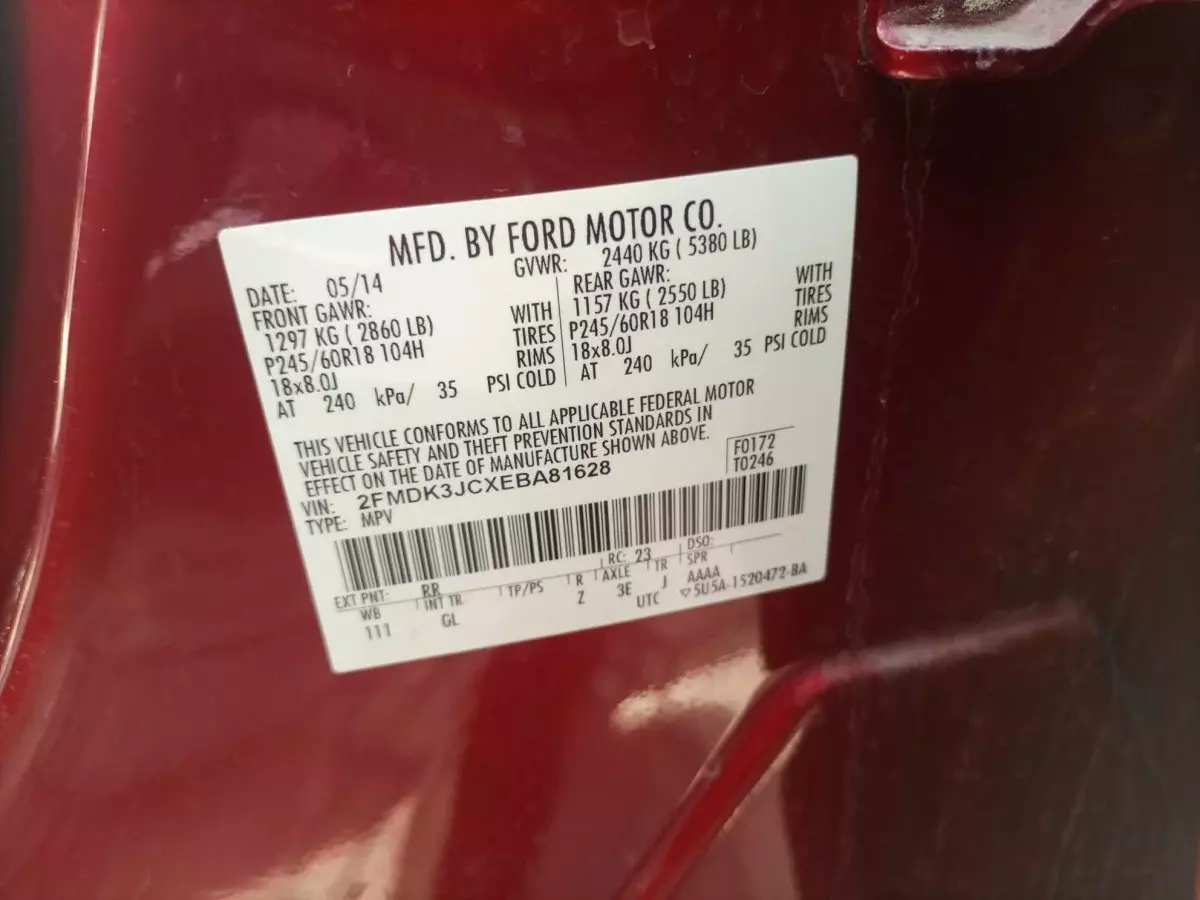 MFD. BY FORD MOTOR CO.
DATE: 05/14 GVWR: 2440 KG ( 5380 LB)
FRONT GAWR: REAR GAWR:
1297 KG ( 2860 LB) WITH 1157 KG ( 2550 LB) WITH
P245/60R18 104H TIRES P245/60R18 104H TIRES
18x8.0J RIMS 18x8.0J RIMS
AT 240 kPa/ 35 PSI COLD AT 240 kPa/ 35 PSI COLD
THIS VEHICLE CONFORMS TO ALL APPLICABLE FEDERAL MOTOR
VEHICLE SAFETY AND THEFT PREVENTION STANDARDS IN
EFFECT ON THE DATE OF MANUFACTURE SHOWN ABOVE.
VIN: 2FMDK3JCXEBA81628 F0172
TYPE: MPV T0246
EXT PNT: RR RC: 23 DSO:
WB INT TR TP/PS R AXLE TR SPR
111 GL Z 3E J AAAA
UTC ▽5U5A-1520472-BA